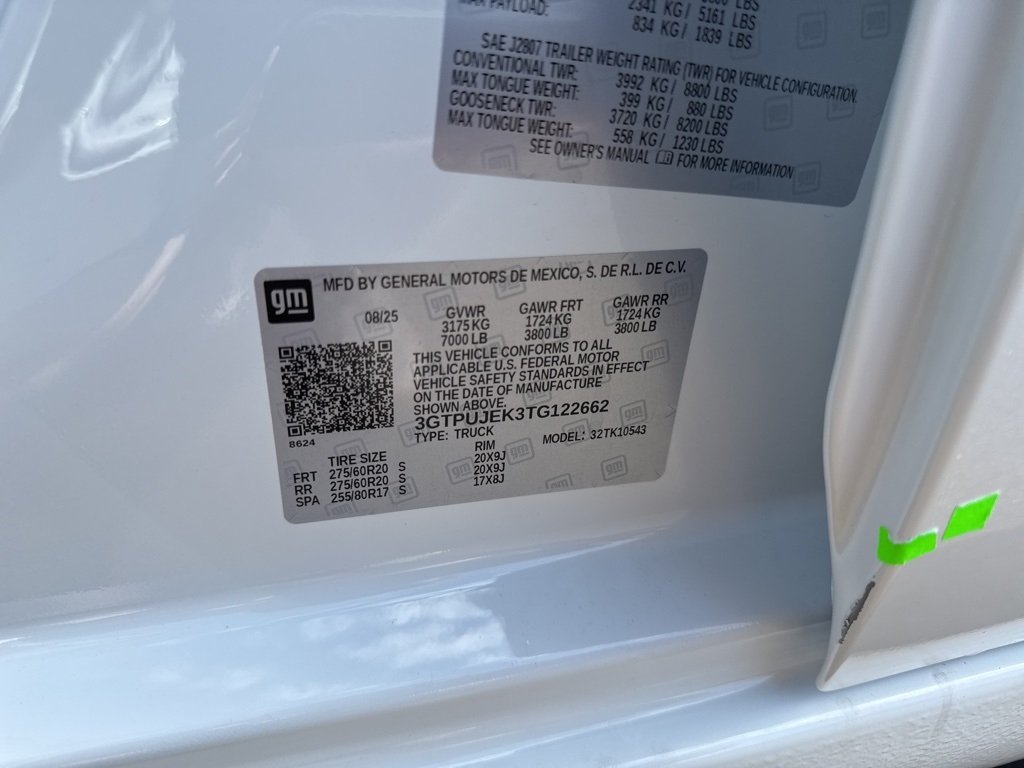 MAX PAYLOAD:
2341 KG / 5161 LBS
834 KG / 1839 LBS
SAE J2807 TRAILER WEIGHT RATING (TWR) FOR VEHICLE CONFIGURATION.
CONVENTIONAL TWR: 3992 KG / 8800 LBS
MAX TONGUE WEIGHT: 399 KG / 880 LBS
GOOSENECK TWR: 3720 KG / 8200 LBS
MAX TONGUE WEIGHT: 558 KG / 1230 LBS
SEE OWNER'S MANUAL FOR MORE INFORMATION
gm
MFD BY GENERAL MOTORS DE MEXICO, S. DE R.L. DE C.V.
08/25 GVWR GAWR FRT GAWR RR
3175 KG 1724 KG 1724 KG
7000 LB 3800 LB 3800 LB
THIS VEHICLE CONFORMS TO ALL
APPLICABLE U.S. FEDERAL MOTOR
VEHICLE SAFETY STANDARDS IN EFFECT
ON THE DATE OF MANUFACTURE
SHOWN ABOVE.
3GTPUJEK3TG122662
8624 TYPE: TRUCK MODEL: 32TK10543
TIRE SIZE RIM
FRT 275/60R20 S 20X9J
RR 275/60R20 S 20X9J
SPA 255/80R17 S 17X8J